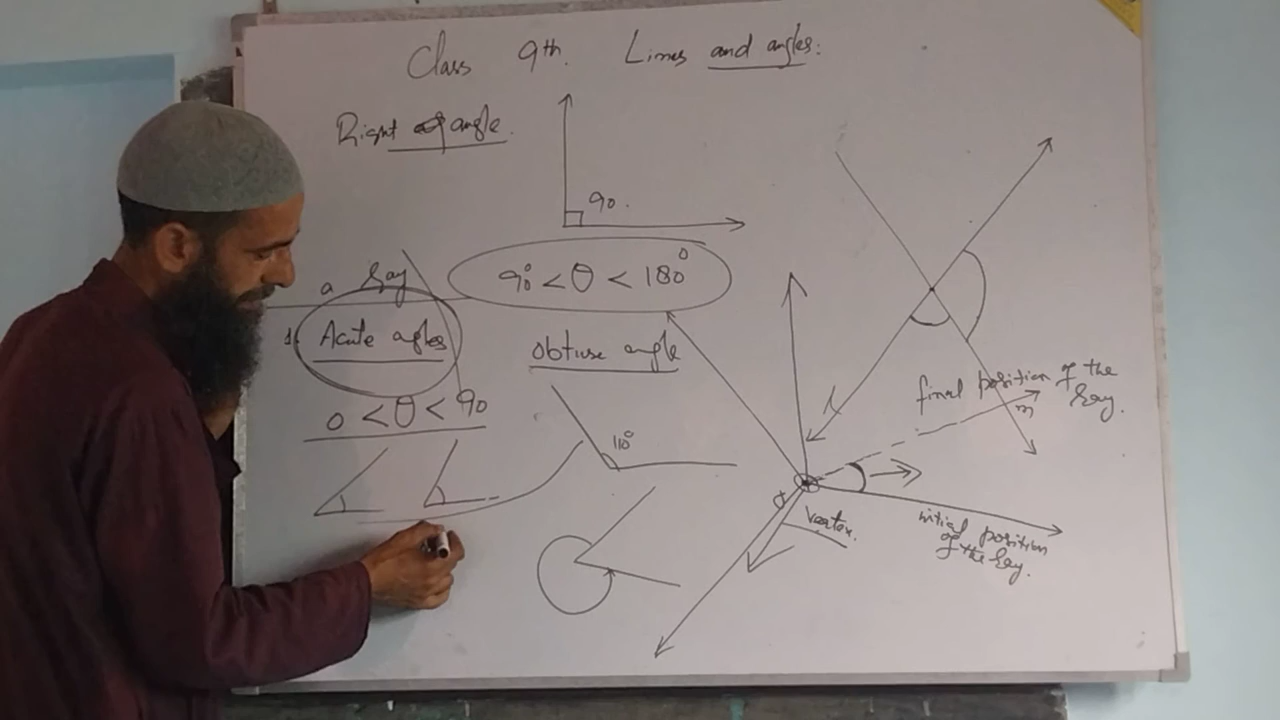 Class 9th. Lines and angles:
Right angle.
90.
a Ray
90° < θ < 180°
1. Acute agles
Obtuse angle
0 < θ < 90
110°
final position of the
Ray.
m
Vertex.
initial position
of the Ray.